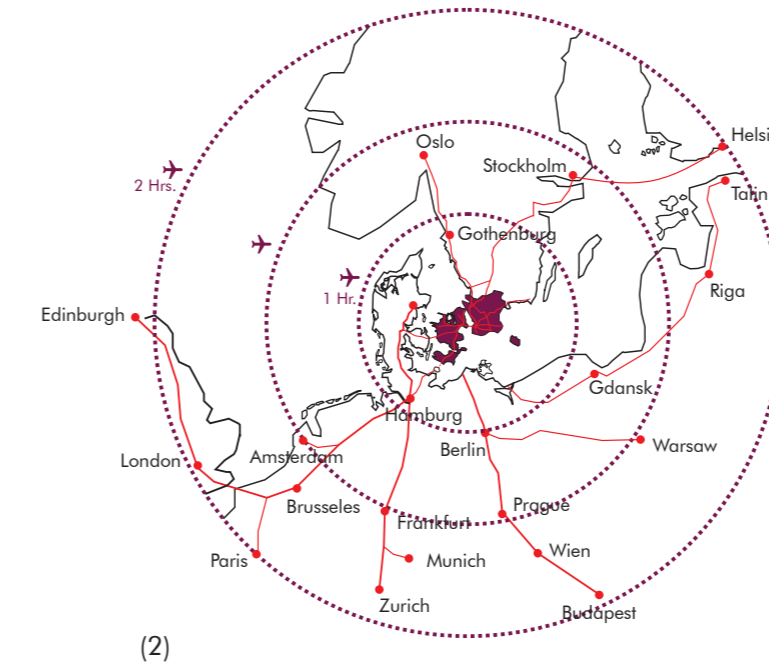 Oslo
Helsi
Stockholm
2 Hrs.
Talin
Gothenburg
1 Hr.
Riga
Edinburgh
Gdansk
Hamburg
Berlin
Warsaw
Amsterdam
London
Brusseles
Prague
Frankfurt
Wien
Paris
Munich
Zurich
Budapest
(2)